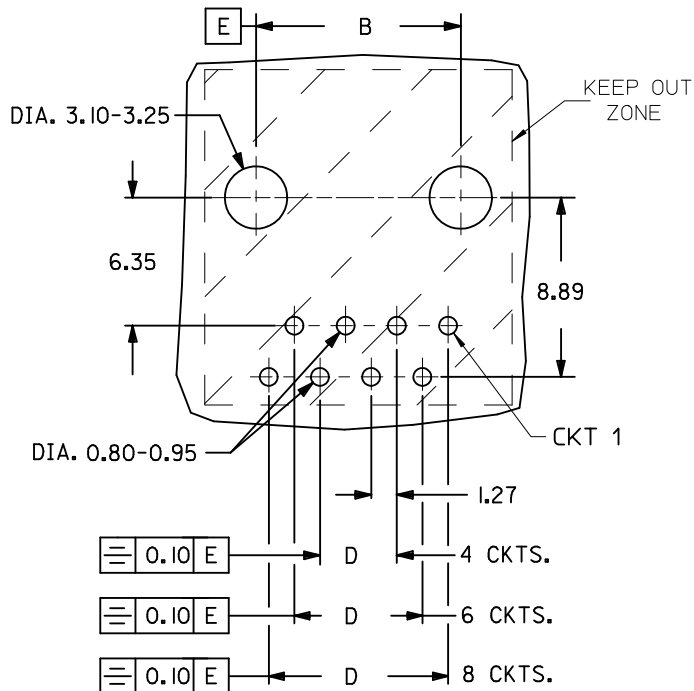 E B
KEEP OUT
ZONE
DIA. 3.10-3.25
6.35
8.89
DIA. 0.80-0.95
CKT 1
1.27
0.10 E D 4 CKTS.
0.10 E D 6 CKTS.
0.10 E D 8 CKTS.